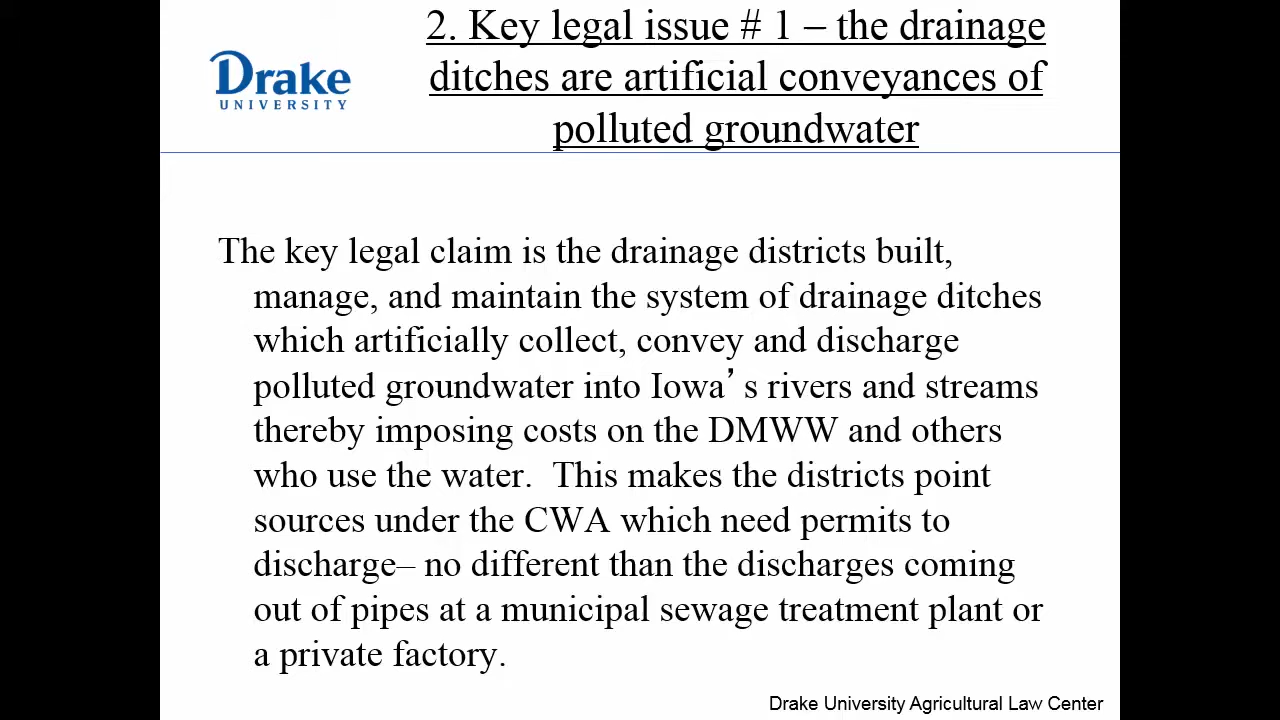 2. Key legal issue # 1 – the drainage
ditches are artificial conveyances of
polluted groundwater
Drake
UNIVERSITY
The key legal claim is the drainage districts built,
manage, and maintain the system of drainage ditches
which artificially collect, convey and discharge
polluted groundwater into Iowa’s rivers and streams
thereby imposing costs on the DMWW and others
who use the water.  This makes the districts point
sources under the CWA which need permits to
discharge– no different than the discharges coming
out of pipes at a municipal sewage treatment plant or
a private factory.
Drake University Agricultural Law Center